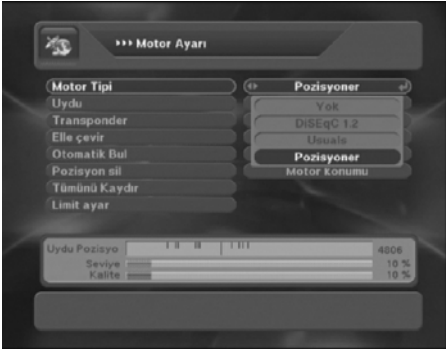 ››› Motor Ayarı
Motor Tipi
Pozisyoner
Uydu
Yok
Transponder
DiSEqC 1.2
Elle çevir
Usuals
Otomatik Bul
Pozisyoner
Pozisyon sil
Motor Konumu
Tümünü Kaydır
Limit ayar
Uydu Pozisyo
4006
Seviye
10 %
Kalite
10 %